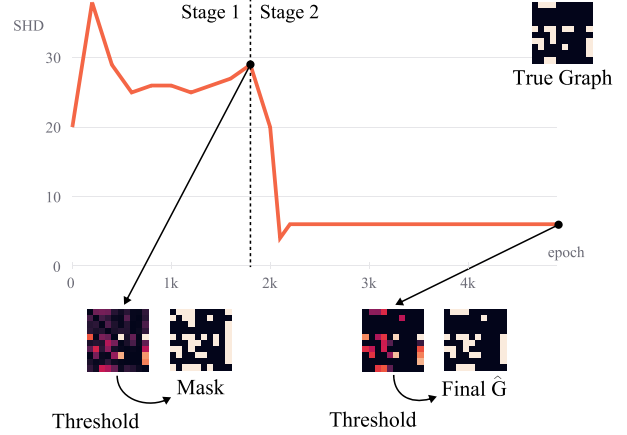 SHD
Stage 1
Stage 2
True Graph
30
20
10
0
epoch
0
1k
2k
3k
4k
Mask
Final Ĝ
Threshold
Threshold